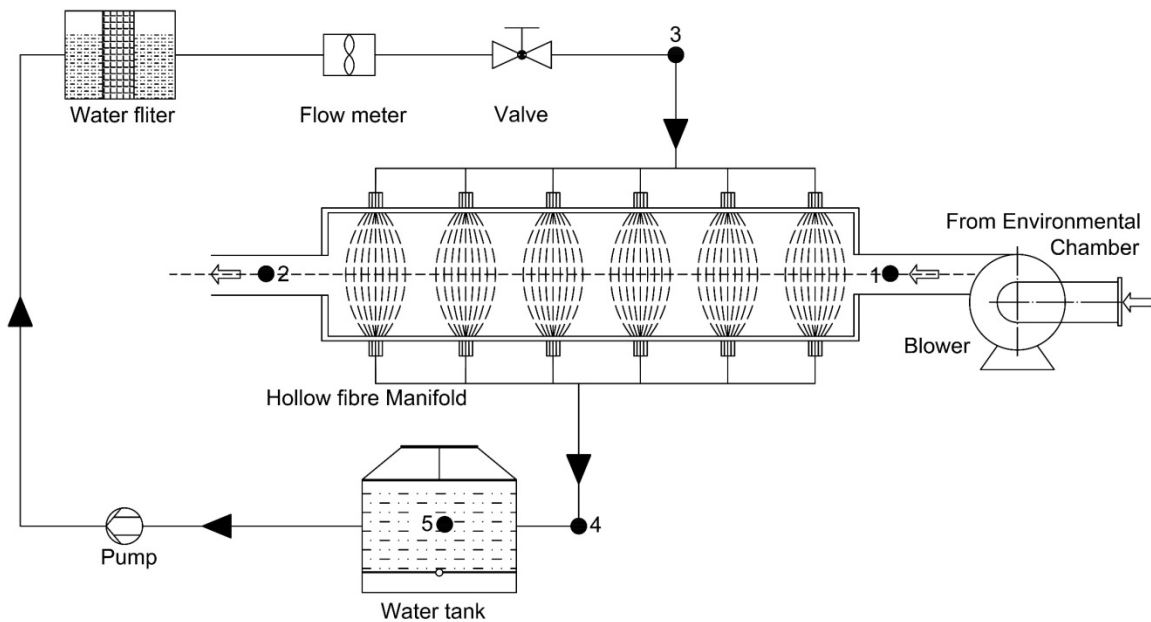 3
Water fliter
Flow meter
Valve
From Environmental
Chamber
2
1
Blower
Hollow fibre Manifold
5
4
Pump
Water tank